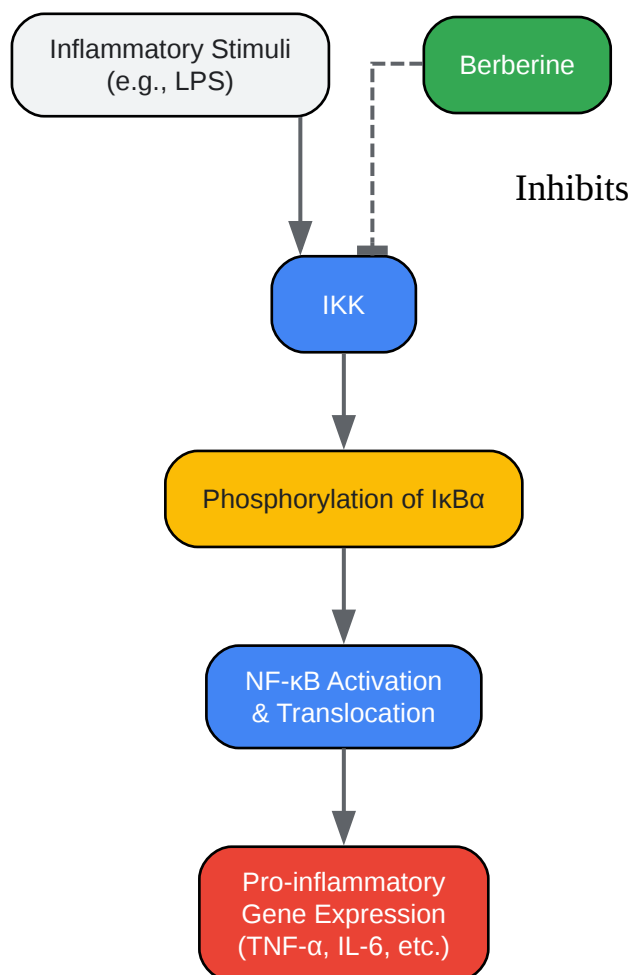 Inflammatory Stimuli
(e.g., LPS)
Berberine
Inhibits
IKK
Phosphorylation of IκBα
NF-κB Activation
& Translocation
Pro-inflammatory
Gene Expression
(TNF-α, IL-6, etc.)